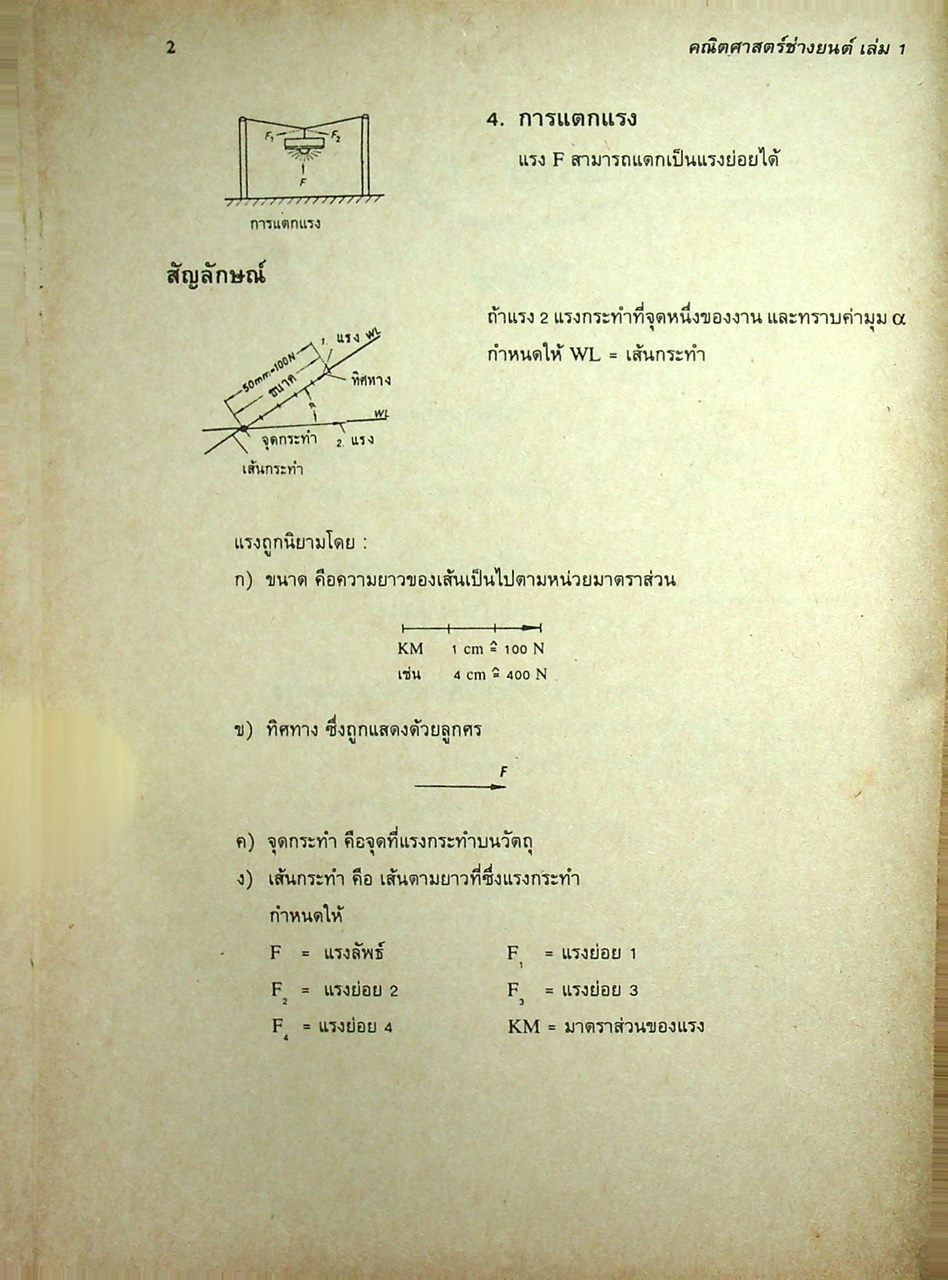 2
คณิตศาสตร์ช่างยนต์ เล่ม 1
F₁
F₂
F
การแตกแรง
4. การแตกแรง
แรง F สามารถแตกเป็นแรงย่อยได้
สัญลักษณ์
1. แรง WL
50mm=100N
ขนาด
ทิศทาง
WL
จุดกระทำ
2. แรง
เส้นกระทำ
ถ้าแรง 2 แรงกระทำที่จุดหนึ่งของงาน และทราบค่ามุม α
กำหนดให้ WL = เส้นกระทำ
แรงถูกนิยามโดย :
ก) ขนาด คือความยาวของเส้นเป็นไปตามหน่วยมาตราส่วน
KM 1 cm ≙ 100 N
เช่น 4 cm ≙ 400 N
ข) ทิศทาง ซึ่งถูกแสดงด้วยลูกศร
F
ค) จุดกระทำ คือจุดที่แรงกระทำบนวัตถุ
ง) เส้นกระทำ คือ เส้นตามยาวที่ซึ่งแรงกระทำ
กำหนดให้
F = แรงลัพธ์ F₁ = แรงย่อย 1
F₂ = แรงย่อย 2 F₃ = แรงย่อย 3
F₄ = แรงย่อย 4 KM = มาตราส่วนของแรง